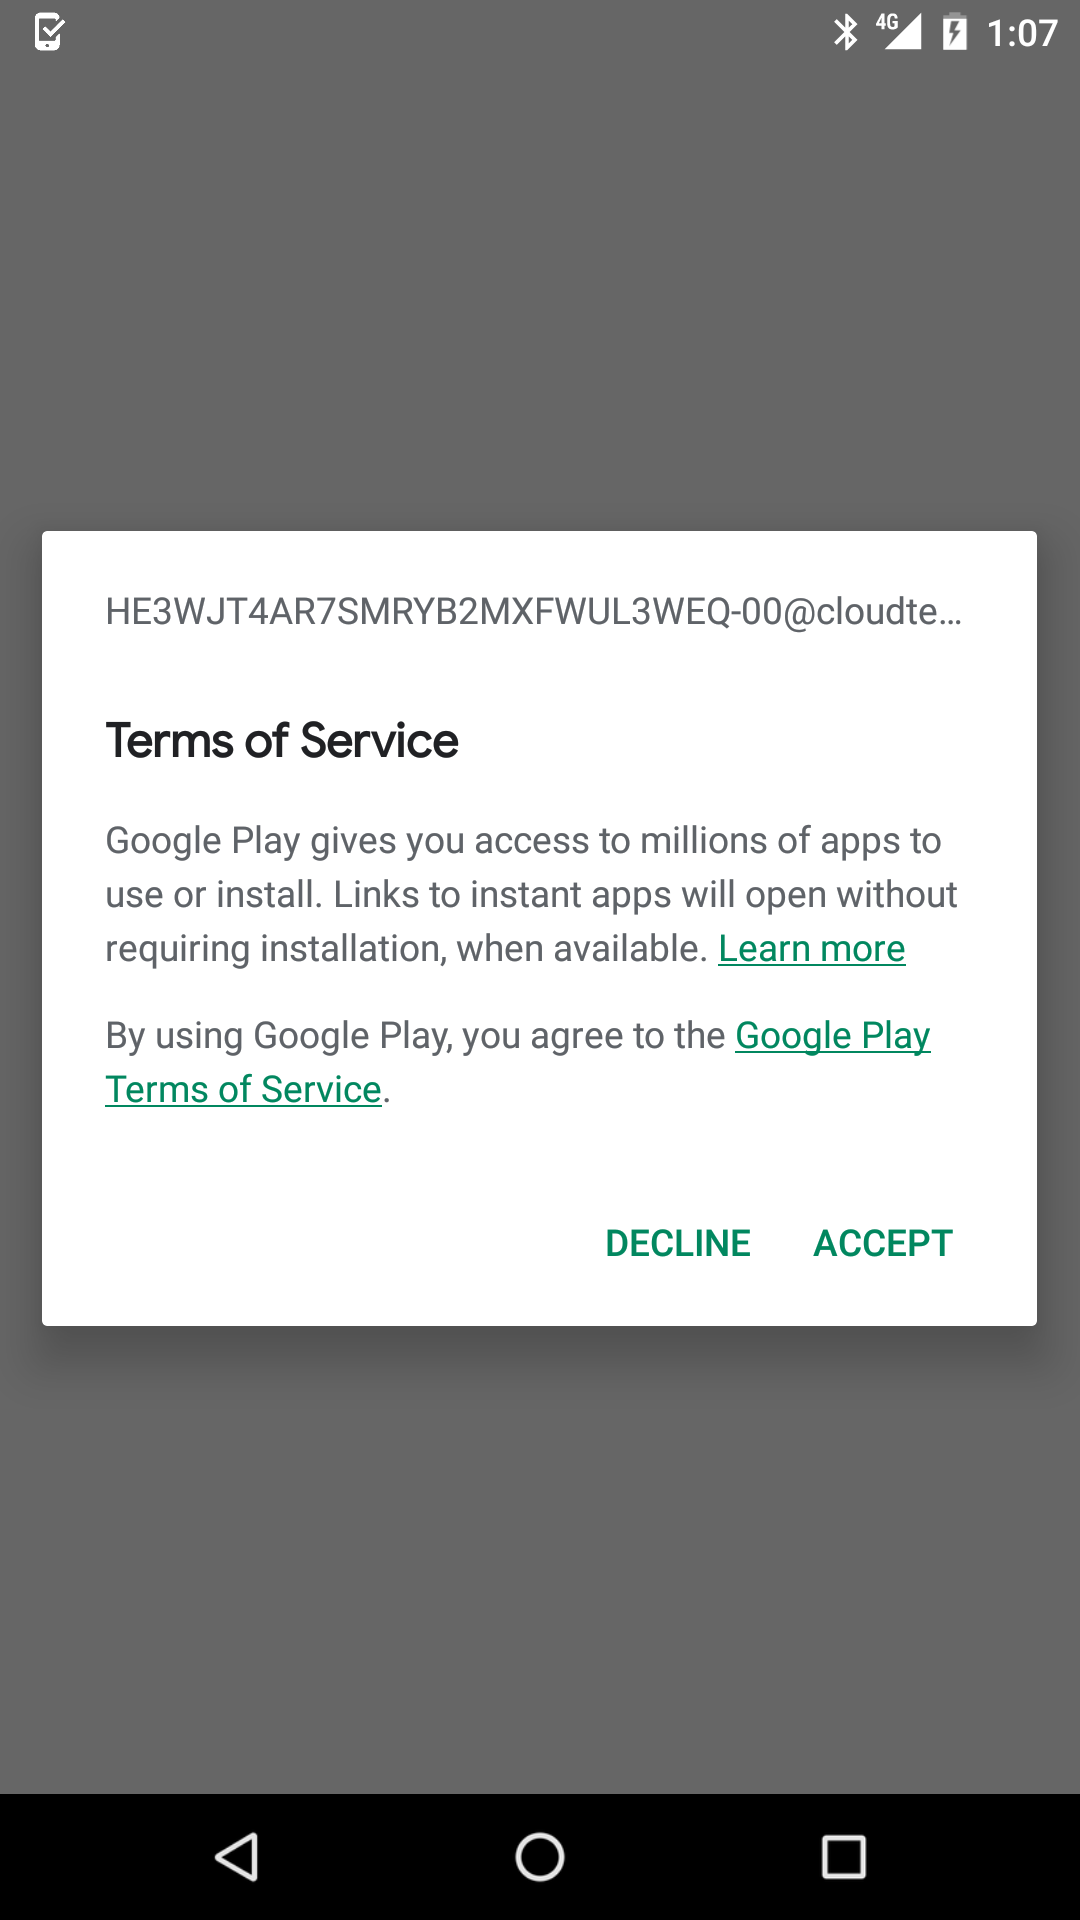 4G 1:07
HE3WJT4AR7SMRYB2MXFWUL3WEQ-00@cloudte...
Terms of Service
Google Play gives you access to millions of apps to
use or install. Links to instant apps will open without
requiring installation, when available. Learn more
By using Google Play, you agree to the Google Play
Terms of Service.
DECLINE ACCEPT